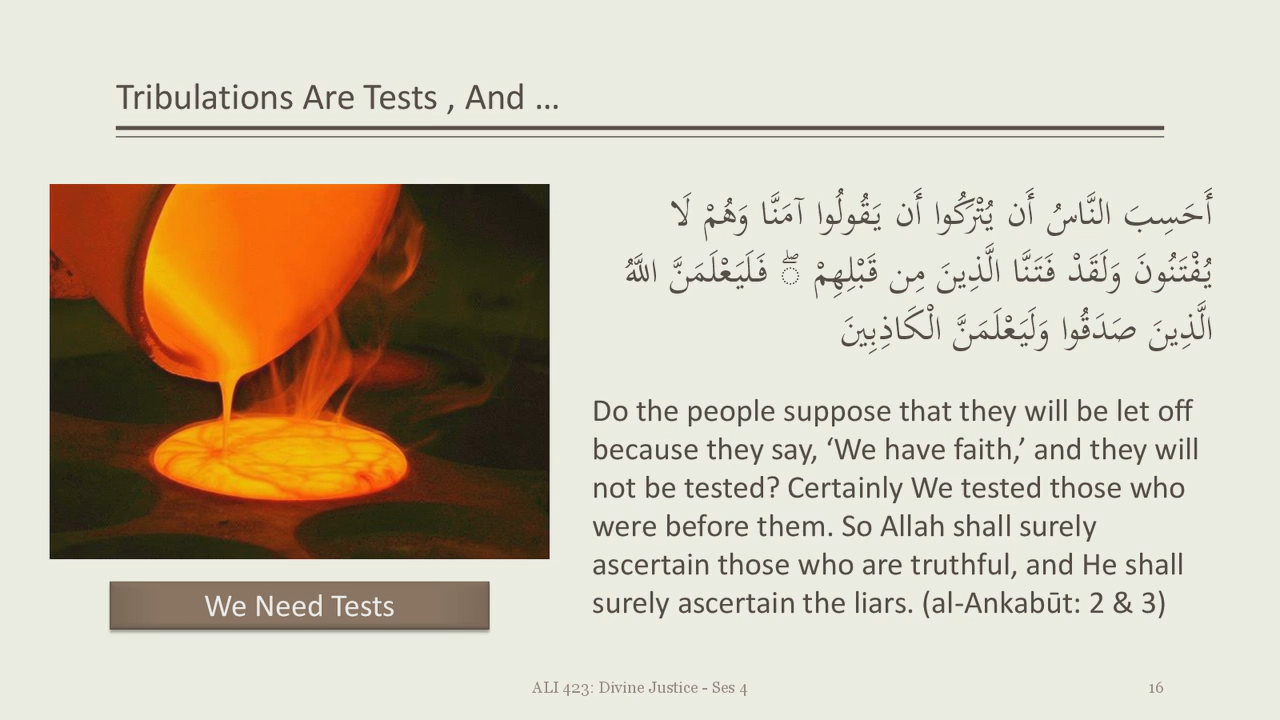 Tribulations Are Tests , And …
أَحَسِبَ النَّاسُ أَن يُتْرَكُوا أَن يَقُولُوا آمَنَّا وَهُمْ لَا
يُفْتَنُونَ وَلَقَدْ فَتَنَّا الَّذِينَ مِن قَبْلِهِمْ ۖ فَلَيَعْلَمَنَّ اللَّهُ
الَّذِينَ صَدَقُوا وَلَيَعْلَمَنَّ الْكَاذِبِينَ
Do the people suppose that they will be let off
because they say, ‘We have faith,’ and they will
not be tested? Certainly We tested those who
were before them. So Allah shall surely
ascertain those who are truthful, and He shall
surely ascertain the liars. (al-Ankabūt: 2 & 3)
We Need Tests
ALI 423: Divine Justice - Ses 4
16